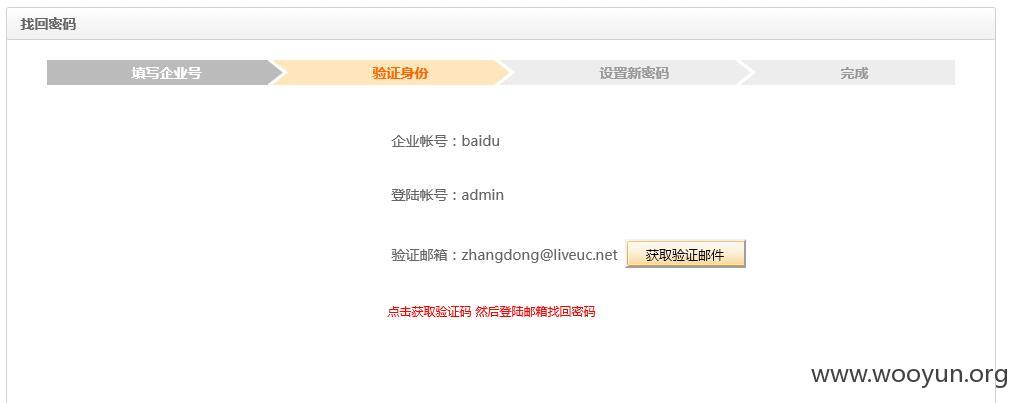 找回密码
填写企业号 验证身份 设置新密码 完成
企业帐号：baidu
登陆帐号：admin
验证邮箱：zhangdong@liveuc.net 获取验证邮件
点击获取验证码 然后登陆邮箱找回密码
www.wooyun.org